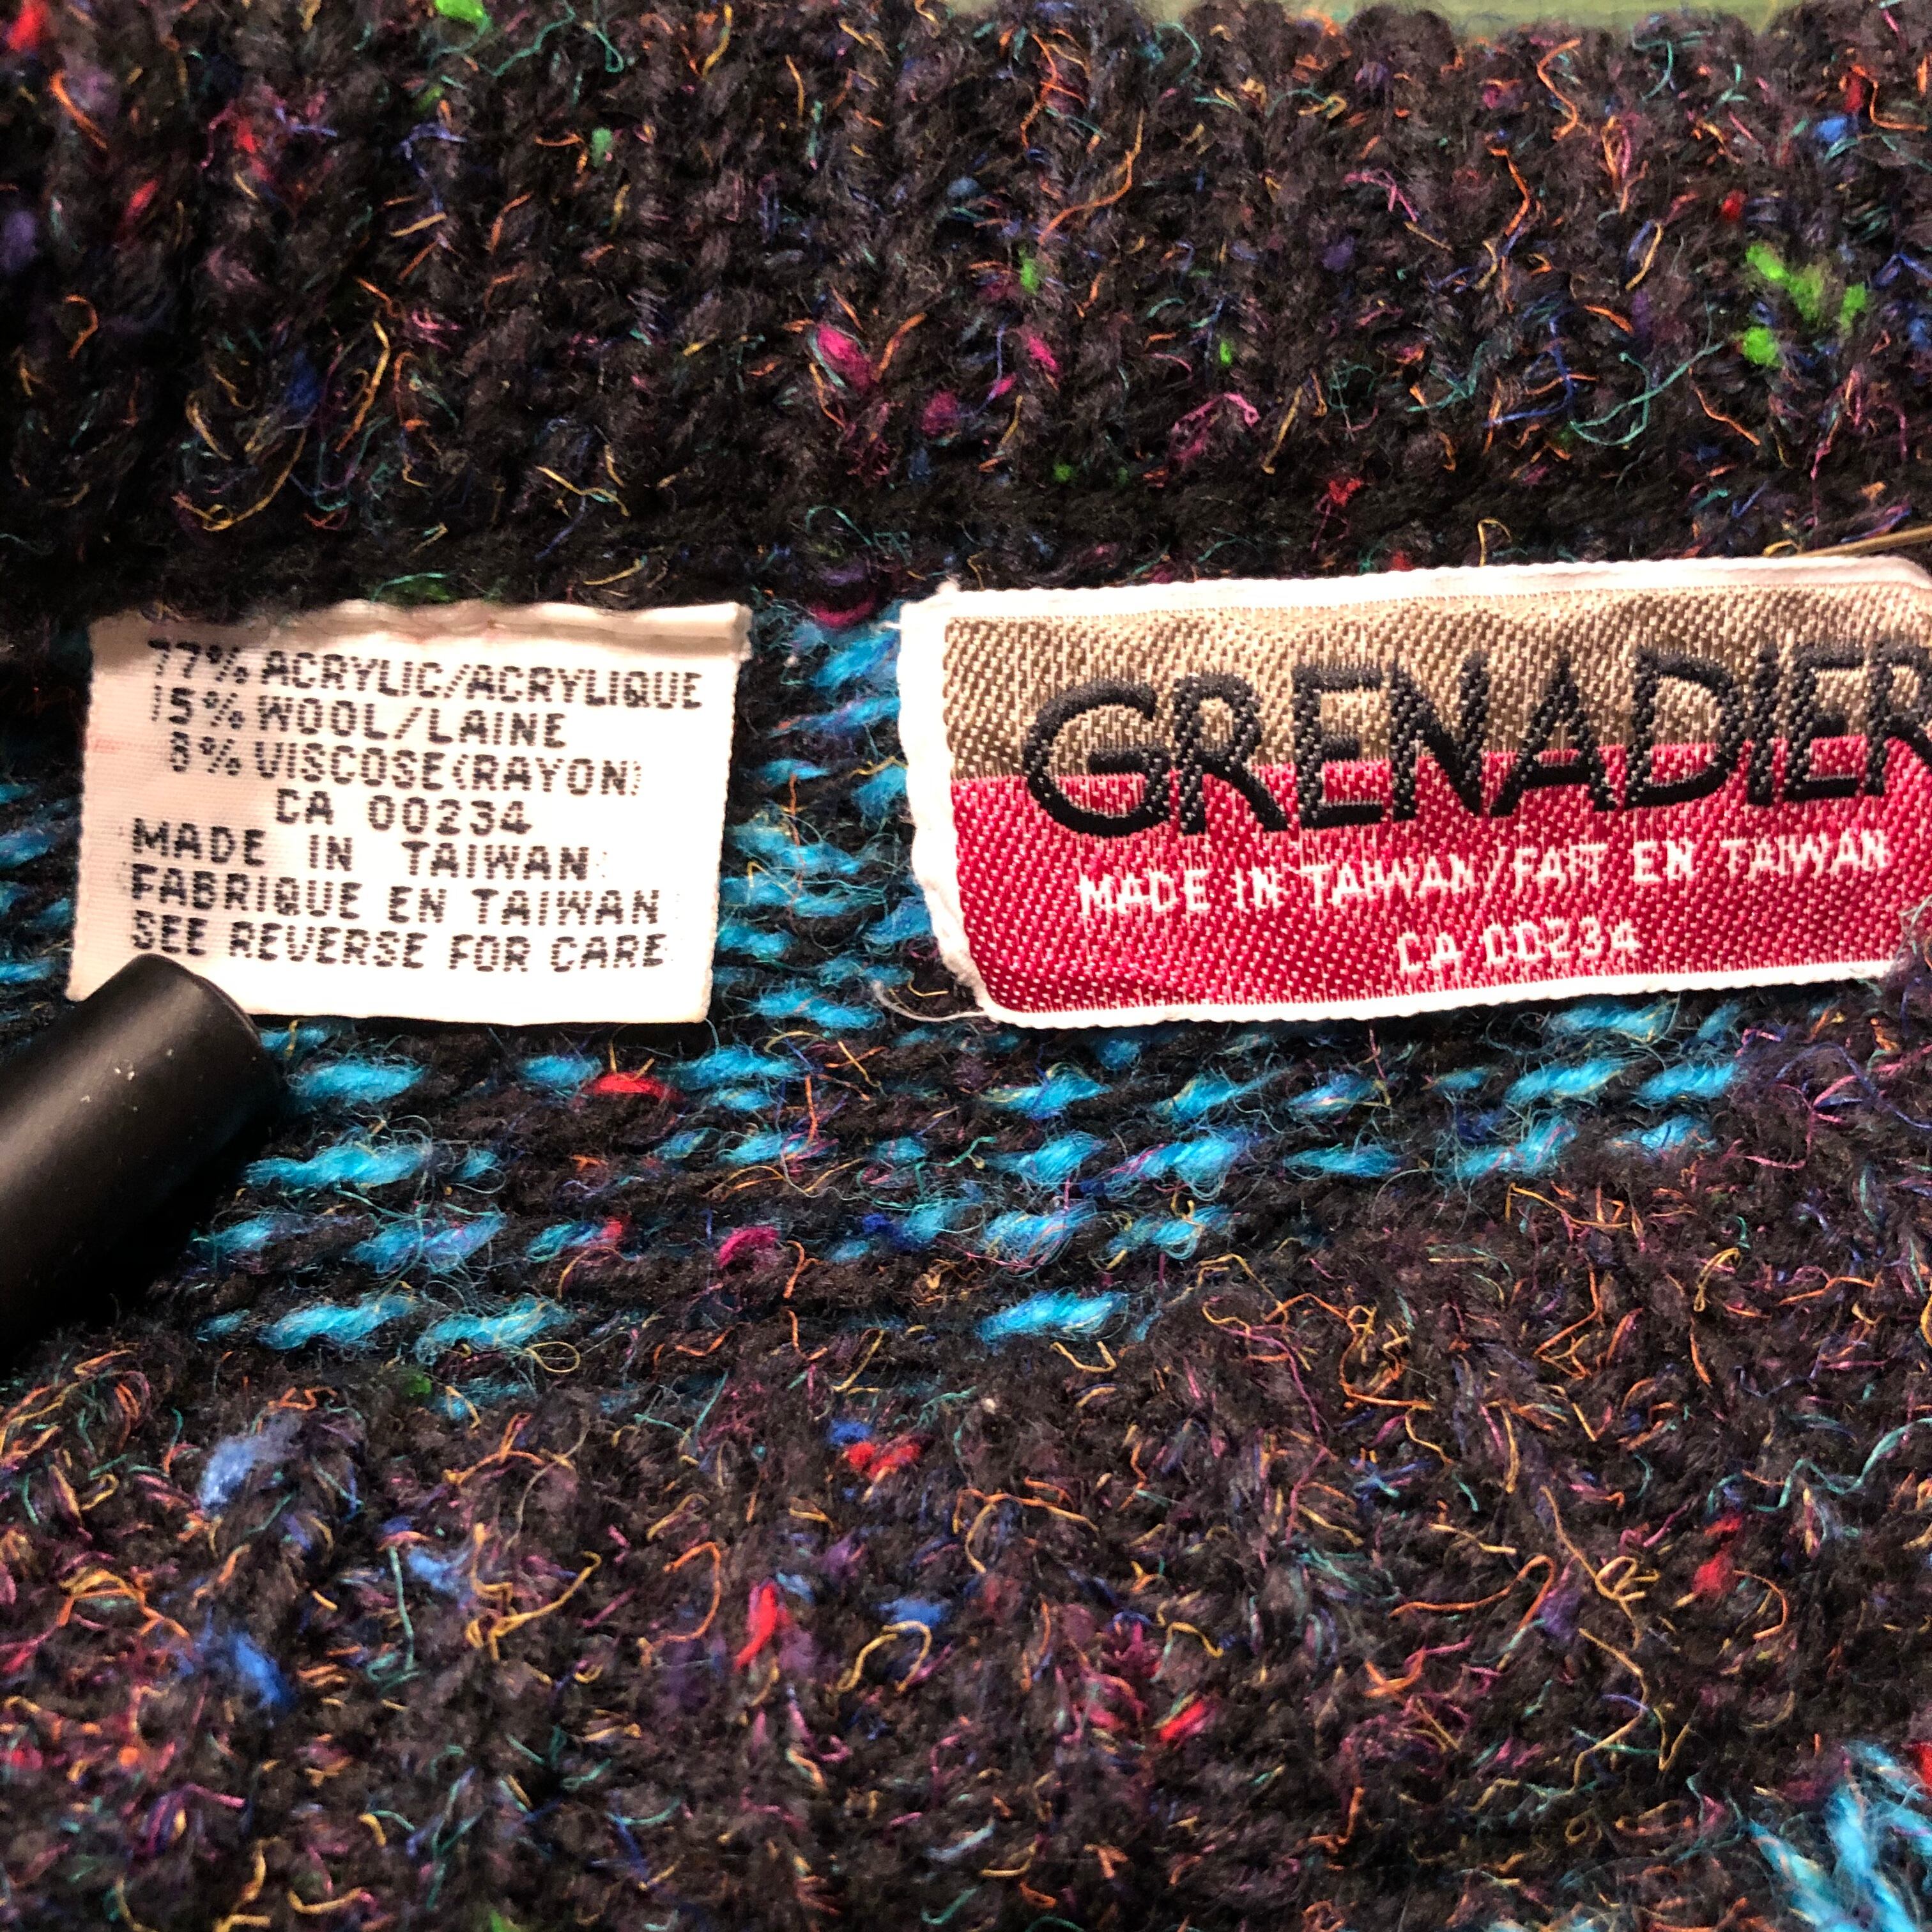 77% ACRYLIC/ACRYLIQUE
15% WOOL/LAINE
8% VISCOSE(RAYON)
CA 00234
MADE IN TAIWAN
FABRIQUE EN TAIWAN
SEE REVERSE FOR CARE
GRENADIER
MADE IN TAIWAN/FAIT EN TAIWAN
CA 00234